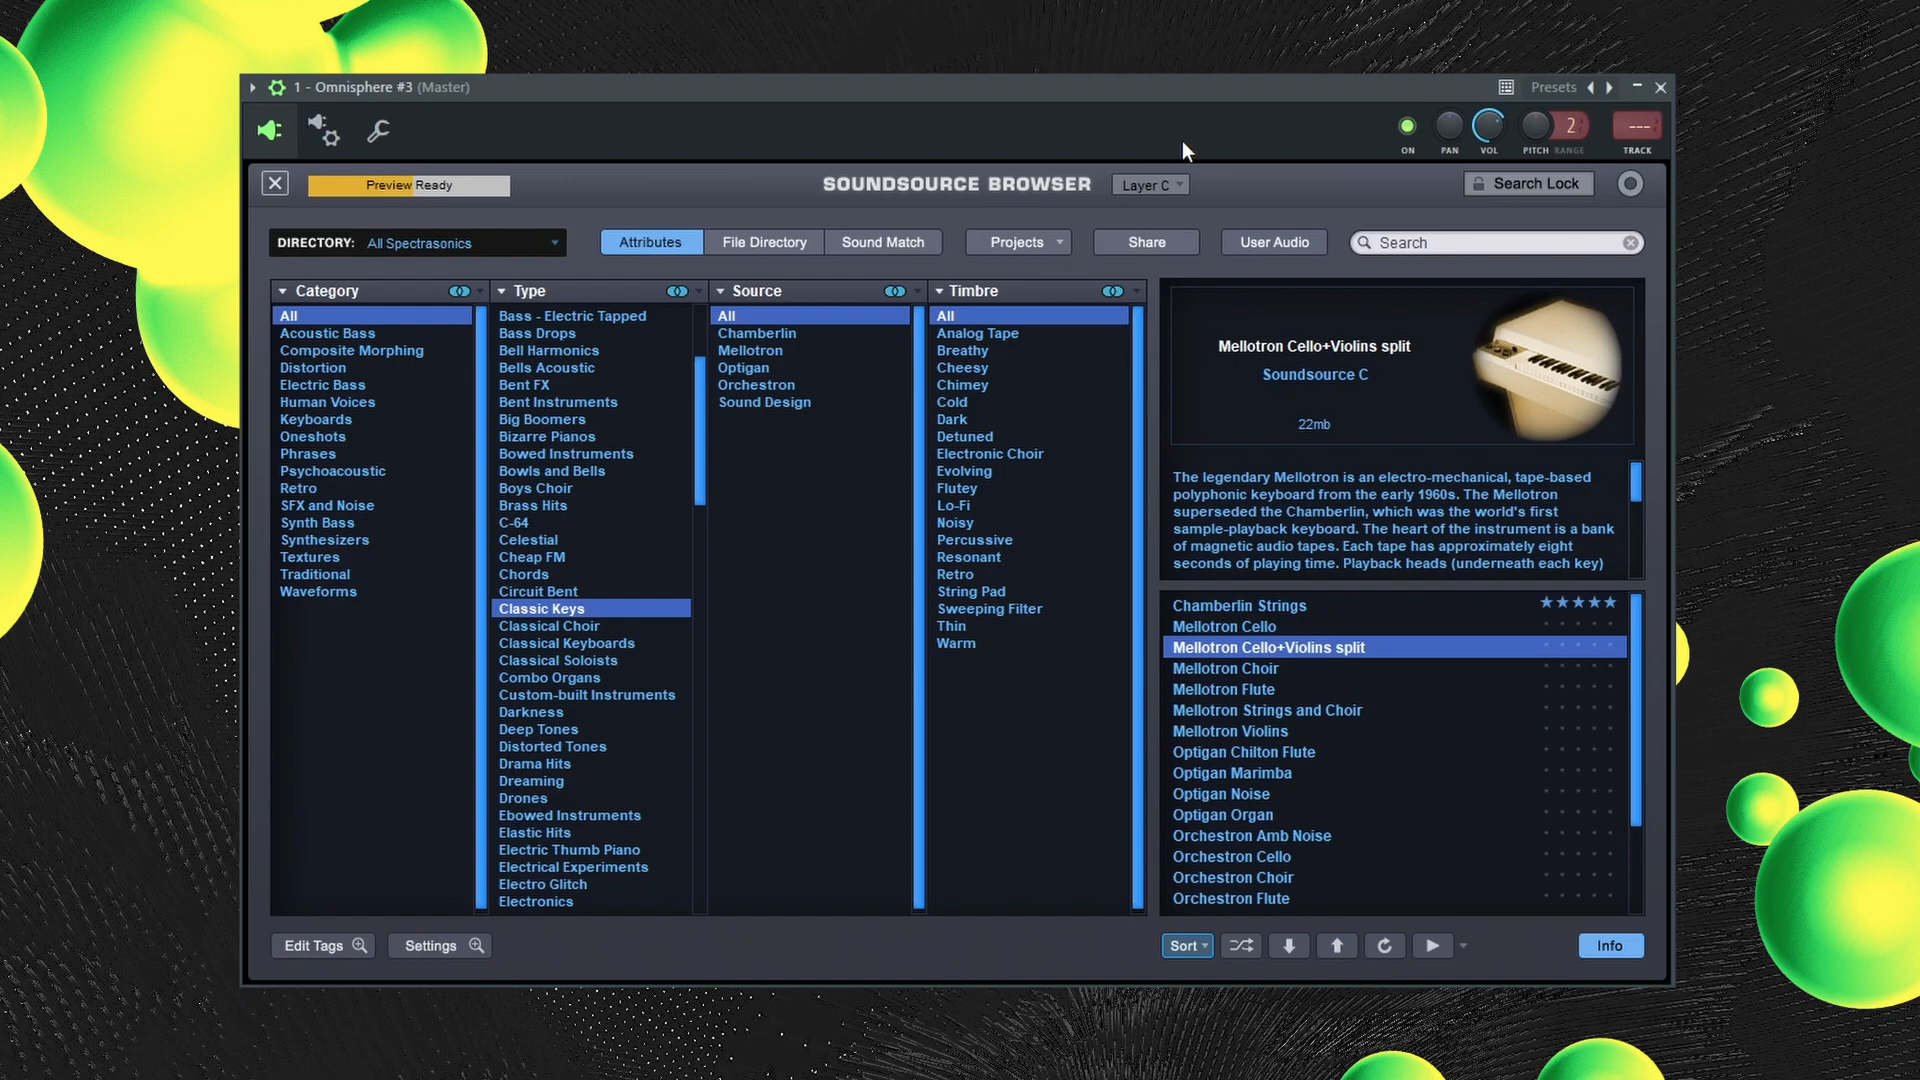 1 - Omnisphere #3 (Master)
Presets
2
---
ON
PAN
VOL
PITCH RANGE
TRACK
Preview Ready
SOUNDSOURCE BROWSER
Layer C
Search Lock
DIRECTORY: All Spectrasonics
Attributes
File Directory
Sound Match
Projects
Share
User Audio
Search
Category
All
Acoustic Bass
Composite Morphing
Distortion
Electric Bass
Human Voices
Keyboards
Oneshots
Phrases
Psychoacoustic
Retro
SFX and Noise
Synth Bass
Synthesizers
Textures
Traditional
Waveforms
Type
Bass - Electric Tapped
Bass Drops
Bell Harmonics
Bells Acoustic
Bent FX
Bent Instruments
Big Boomers
Bizarre Pianos
Bowed Instruments
Bowls and Bells
Boys Choir
Brass Hits
C-64
Celestial
Cheap FM
Chords
Circuit Bent
Classic Keys
Classical Choir
Classical Keyboards
Classical Soloists
Combo Organs
Custom-built Instruments
Darkness
Deep Tones
Distorted Tones
Drama Hits
Dreaming
Drones
Ebowed Instruments
Elastic Hits
Electric Thumb Piano
Electrical Experiments
Electro Glitch
Electronics
Source
All
Chamberlin
Mellotron
Optigan
Orchestron
Sound Design
Timbre
All
Analog Tape
Breathy
Cheesy
Chimey
Cold
Dark
Detuned
Electronic Choir
Evolving
Flutey
Lo-Fi
Noisy
Percussive
Resonant
Retro
String Pad
Sweeping Filter
Thin
Warm
Mellotron Cello+Violins split
Soundsource C
22mb
The legendary Mellotron is an electro-mechanical, tape-based
polyphonic keyboard from the early 1960s. The Mellotron
superseded the Chamberlin, which was the world's first
sample-playback keyboard. The heart of the instrument is a bank
of magnetic audio tapes. Each tape has approximately eight
seconds of playing time. Playback heads (underneath each key)
Chamberlin Strings
Mellotron Cello
Mellotron Cello+Violins split
Mellotron Choir
Mellotron Flute
Mellotron Strings and Choir
Mellotron Violins
Optigan Chilton Flute
Optigan Marimba
Optigan Noise
Optigan Organ
Orchestron Amb Noise
Orchestron Cello
Orchestron Choir
Orchestron Flute
Edit Tags
Settings
Sort
Info